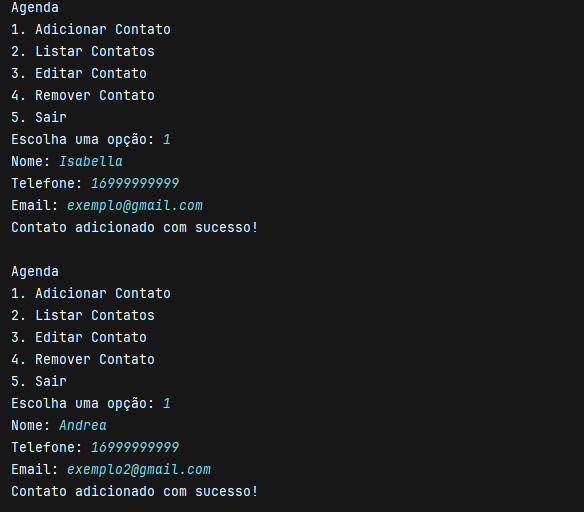 Agenda
1. Adicionar Contato
2. Listar Contatos
3. Editar Contato
4. Remover Contato
5. Sair
Escolha uma opção: 1
Nome: Isabella
Telefone: 16999999999
Email: exemplo@gmail.com
Contato adicionado com sucesso!
Agenda
1. Adicionar Contato
2. Listar Contatos
3. Editar Contato
4. Remover Contato
5. Sair
Escolha uma opção: 1
Nome: Andrea
Telefone: 16999999999
Email: exemplo2@gmail.com
Contato adicionado com sucesso!